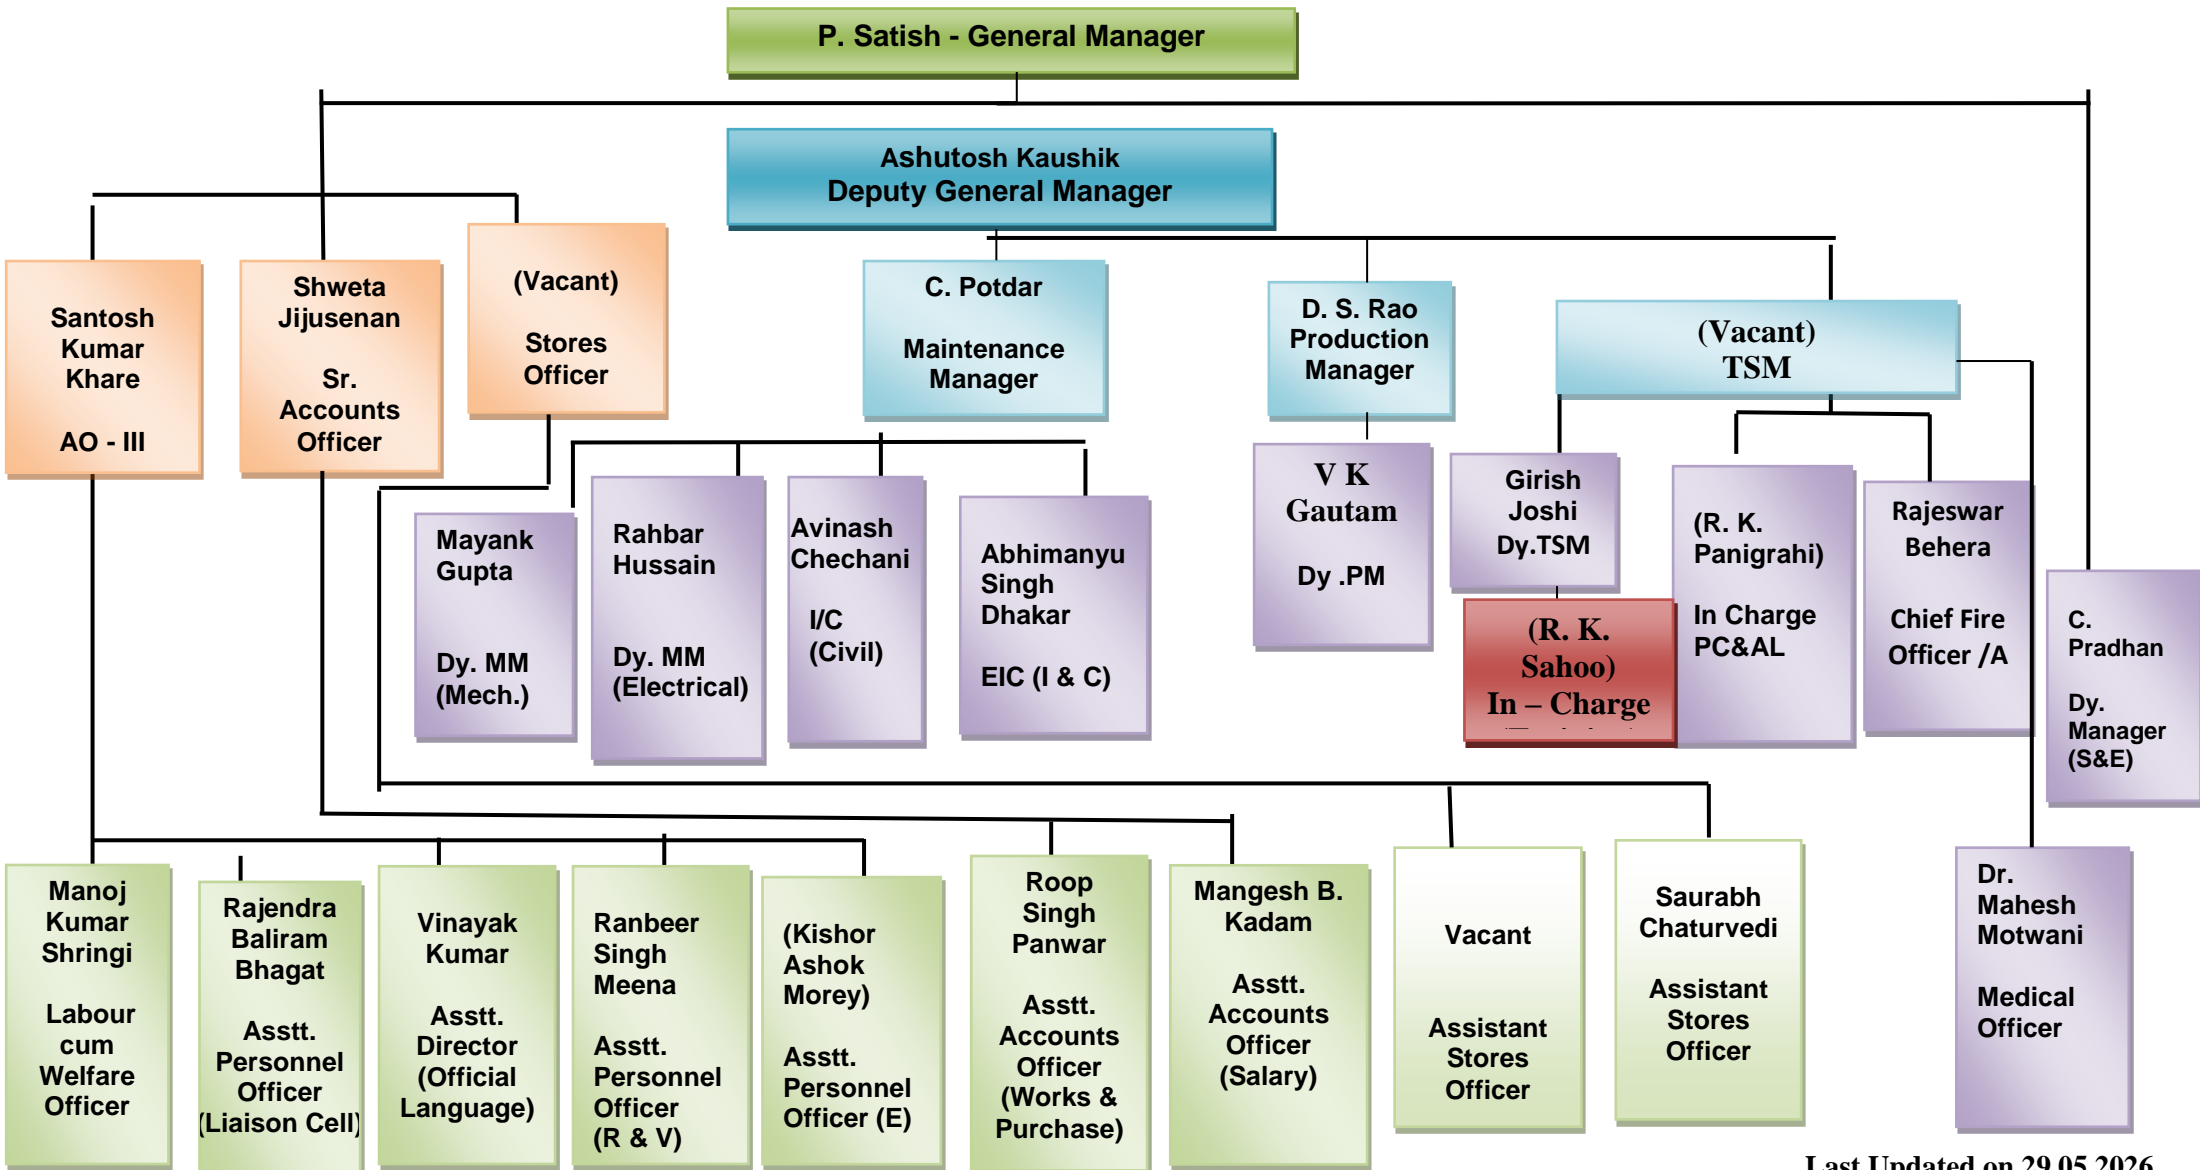 P. Satish - General Manager
Ashutosh Kaushik
Deputy General Manager
Santosh
Kumar
Khare
AO - III
Shweta
Jijusenan
Sr.
Accounts
Officer
(Vacant)
Stores
Officer
C. Potdar
Maintenance
Manager
D. S. Rao
Production
Manager
(Vacant)
TSM
Mayank
Gupta
Dy. MM
(Mech.)
Rahbar
Hussain
Dy. MM
(Electrical)
Avinash
Chechani
I/C
(Civil)
Abhimanyu
Singh
Dhakar
EIC (I & C)
V K
Gautam
Dy .PM
Girish
Joshi
Dy.TSM
(R. K.
Sahoo)
In – Charge
(R. K.
Panigrahi)
In Charge
PC&AL
Rajeswar
Behera
Chief Fire
Officer /A
C.
Pradhan
Dy.
Manager
(S&E)
Manoj
Kumar
Shringi
Labour
cum
Welfare
Officer
Rajendra
Baliram
Bhagat
Asstt.
Personnel
Officer
(Liaison Cell)
Vinayak
Kumar
Asstt.
Director
(Official
Language)
Ranbeer
Singh
Meena
Asstt.
Personnel
Officer
(R & V)
(Kishor
Ashok
Morey)
Asstt.
Personnel
Officer (E)
Roop
Singh
Panwar
Asstt.
Accounts
Officer
(Works &
Purchase)
Mangesh B.
Kadam
Asstt.
Accounts
Officer
(Salary)
Vacant
Assistant
Stores
Officer
Saurabh
Chaturvedi
Assistant
Stores
Officer
Dr.
Mahesh
Motwani
Medical
Officer
Last Updated on 29.05.2026